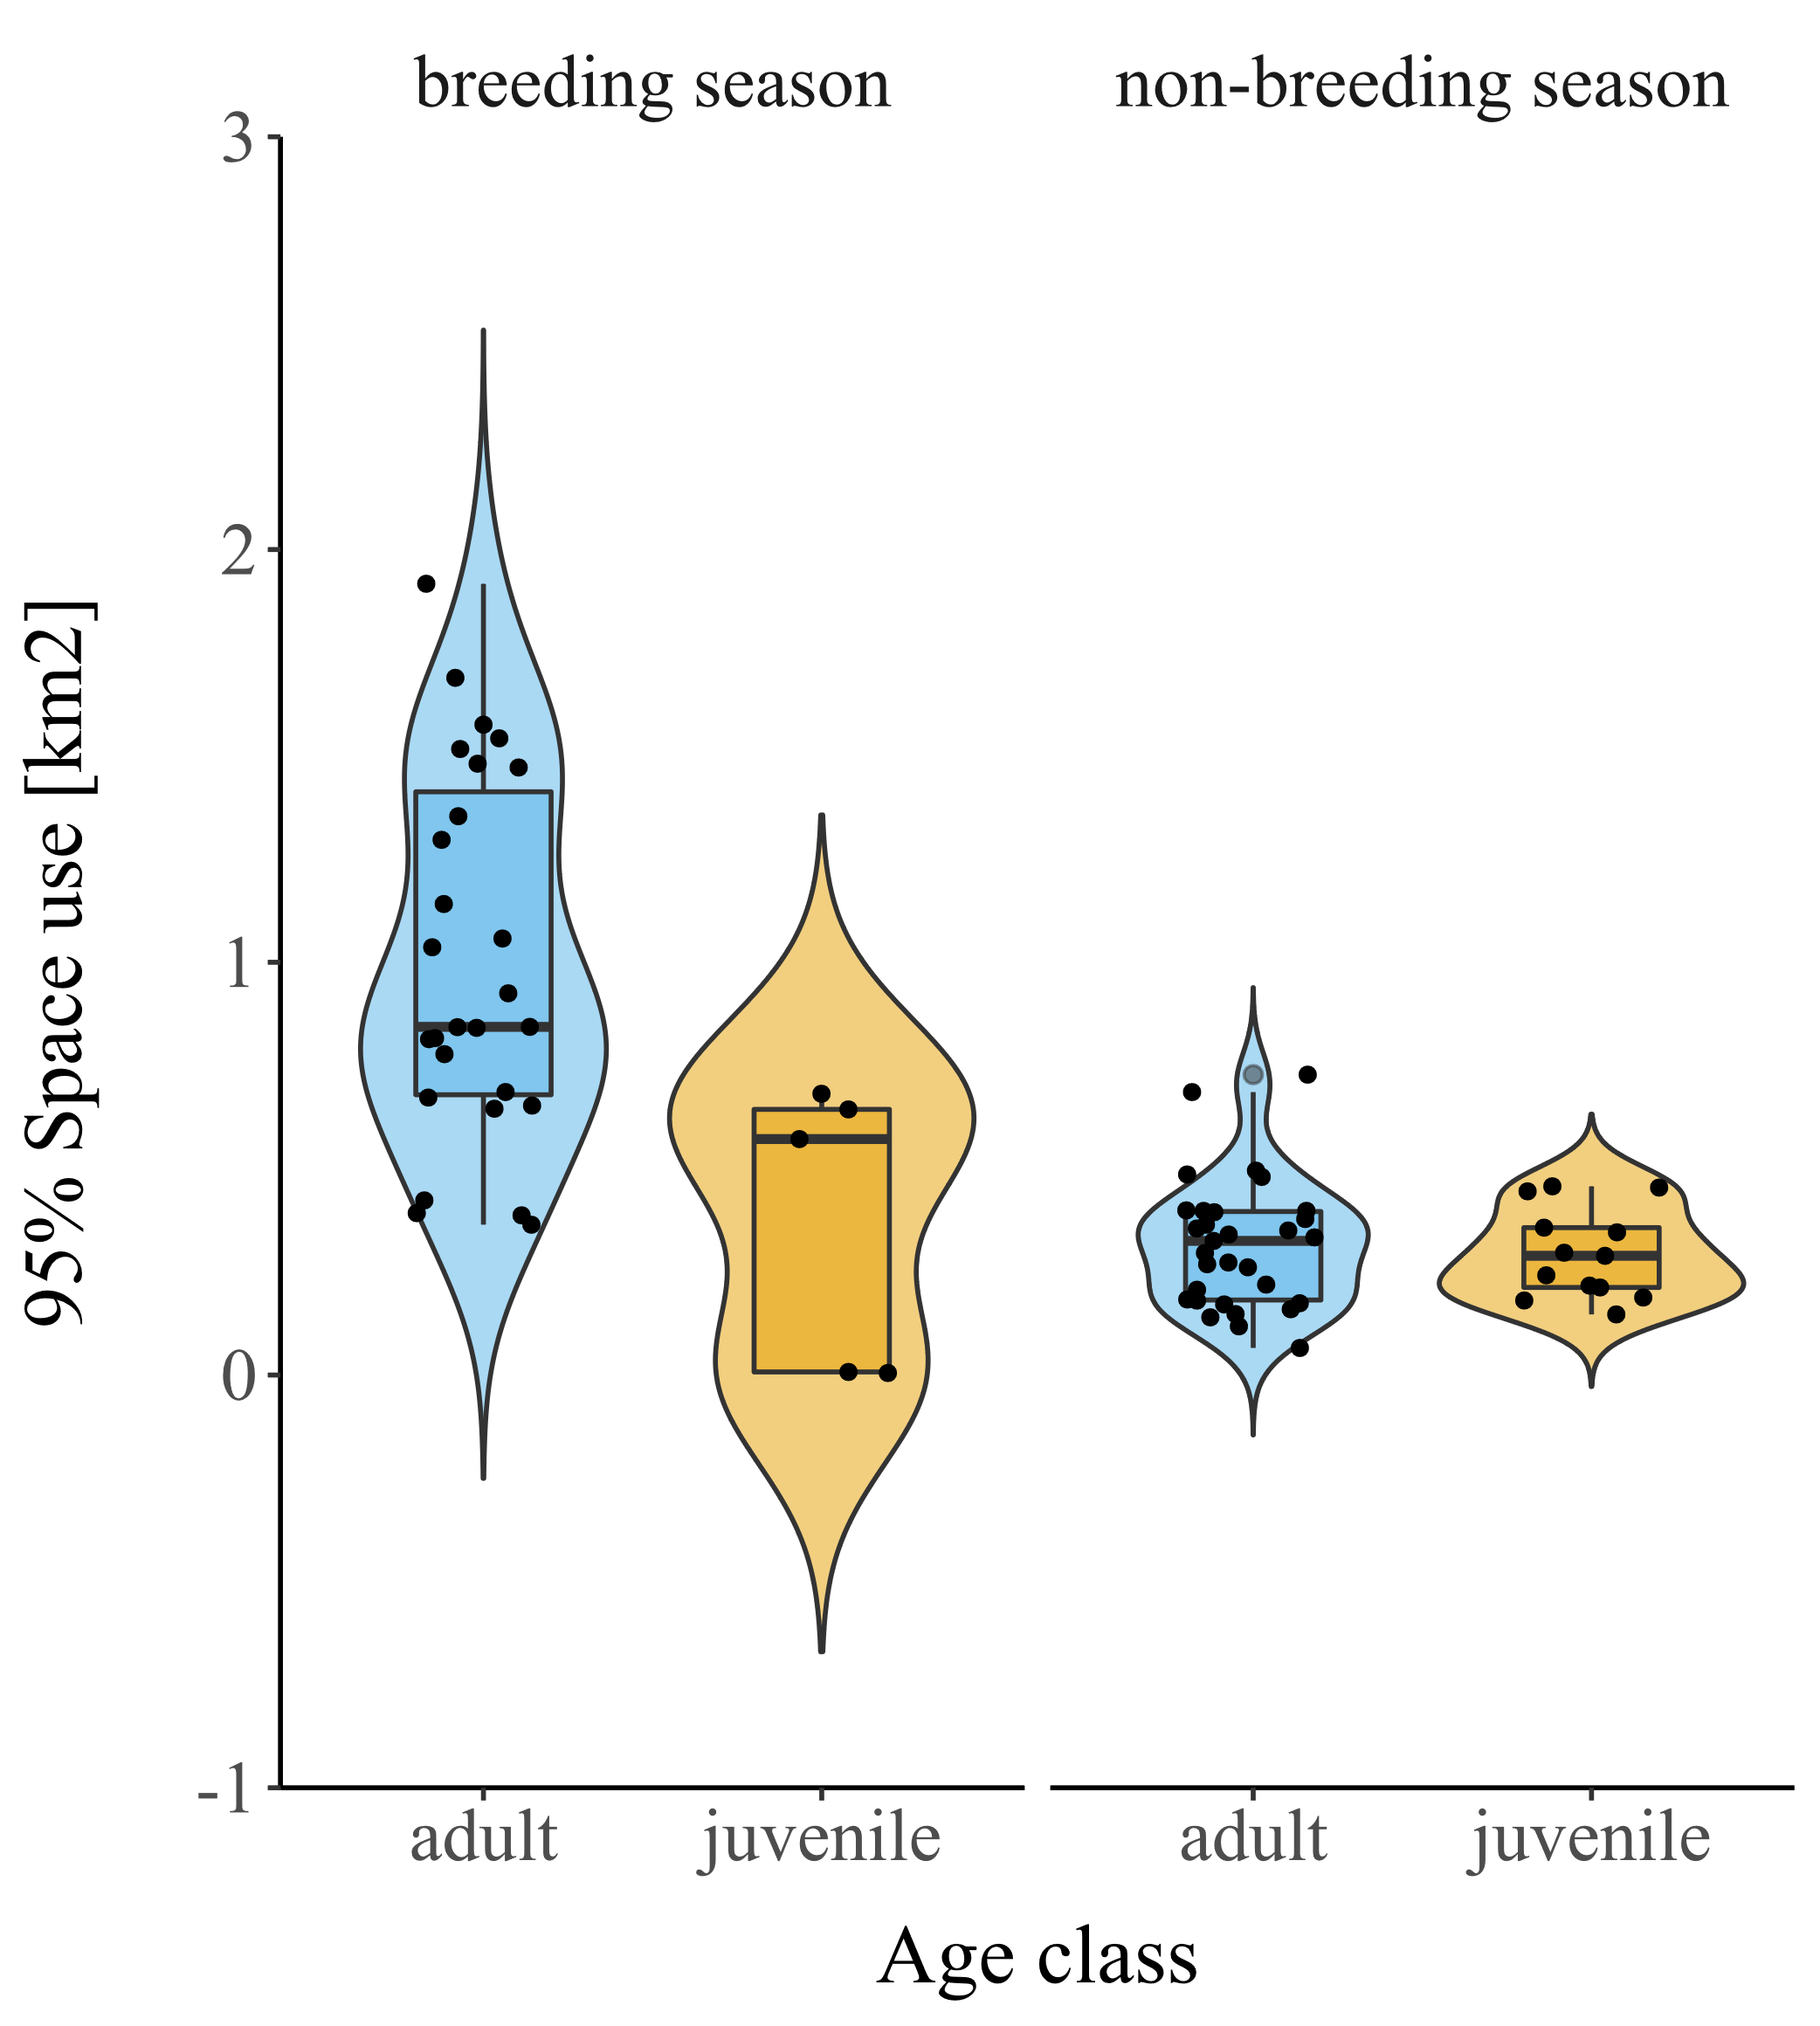 breeding season
non-breeding season
3
2
1
0
-1
95% Space use [km2]
adult
juvenile
adult
juvenile
Age class